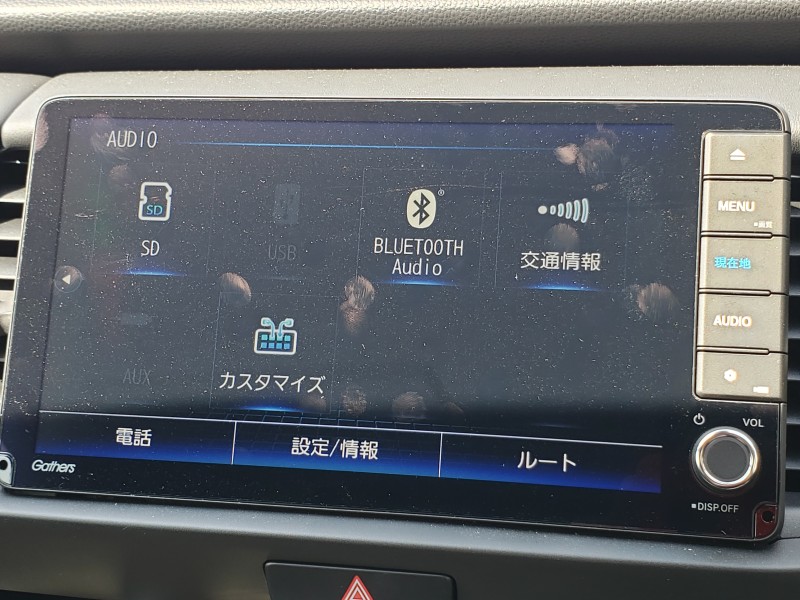 AUDIO
SD
SD
USB
BLUETOOTH
Audio
交通情報
AUX
カスタマイズ
電話
設定/情報
ルート
Gathers
MENU
現在地
AUDIO
VOL
DISP.OFF